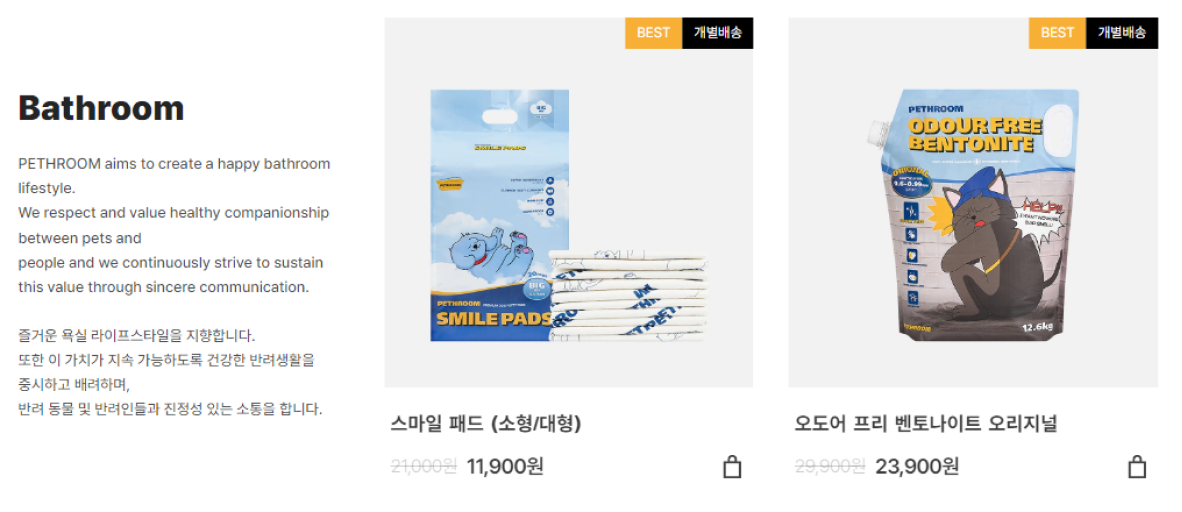 Bathroom
PETHROOM aims to create a happy bathroom
lifestyle.
We respect and value healthy companionship
between pets and
people and we continuously strive to sustain
this value through sincere communication.
즐거운 욕실 라이프스타일을 지향합니다.
또한 이 가치가 지속 가능하도록 건강한 반려생활을
중시하고 배려하며,
반려 동물 및 반려인들과 진정성 있는 소통을 합니다.
BEST 개별배송
SMILE PADS
PETHROOM
BIG
PETHROOM
SMILE PADS
스마일 패드 (소형/대형)
21,000원 11,900원
BEST 개별배송
PETHROOM
ODOUR FREE
BENTONITE
HELP!!
PETHROOM
12.6kg
오도어 프리 벤토나이트 오리지널
29,900원 23,900원